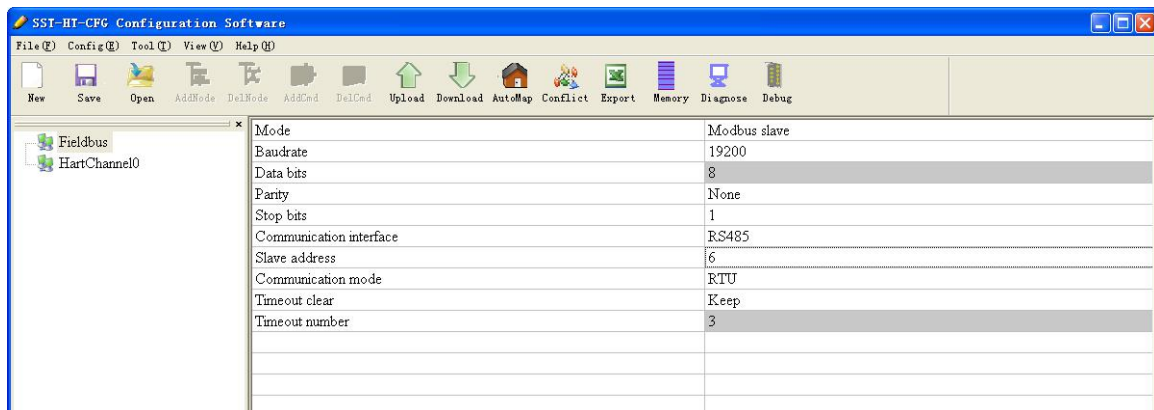 SST-HT-CFG Configuration Software
File(F) Config(E) Tool(T) View(V) Help(H)
New Save Open AddNode DelNode AddCmd DelCmd Upload Download AutoMap Conflict Export Memory Diagnose Debug
Fieldbus
HartChannel0
Mode Modbus slave
Baudrate 19200
Data bits 8
Parity None
Stop bits 1
Communication interface RS485
Slave address 6
Communication mode RTU
Timeout clear Keep
Timeout number 3